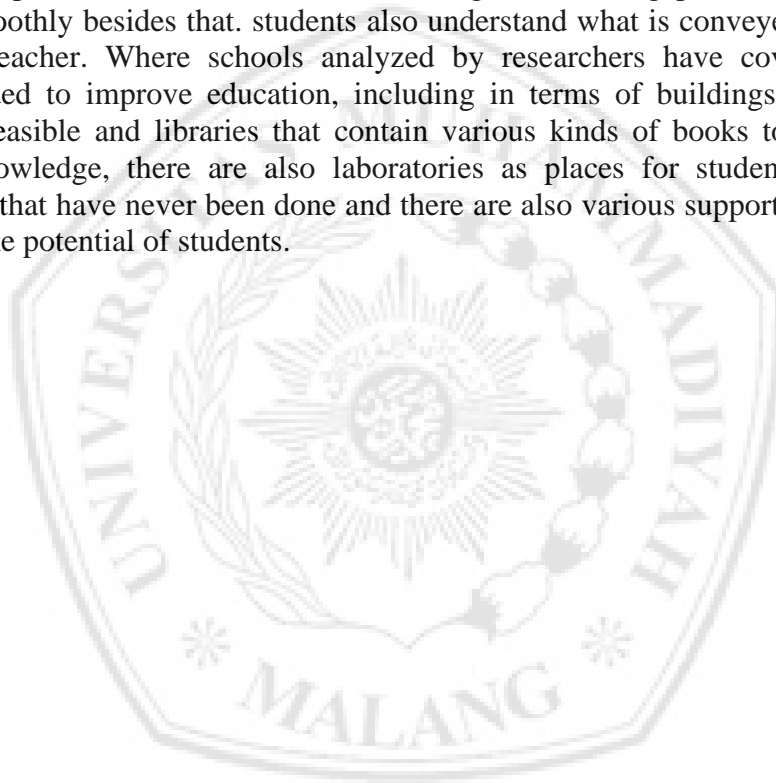 smoothly besides that. students also understand what is conveye
eacher. Where schools analyzed by researchers have cov
ed to improve education, including in terms of buildings
easible and libraries that contain various kinds of books to
owledge, there are also laboratories as places for studen
that have never been done and there are also various support
e potential of students.
UNIVERSITAS MUHAMMADIYAH
MALANG